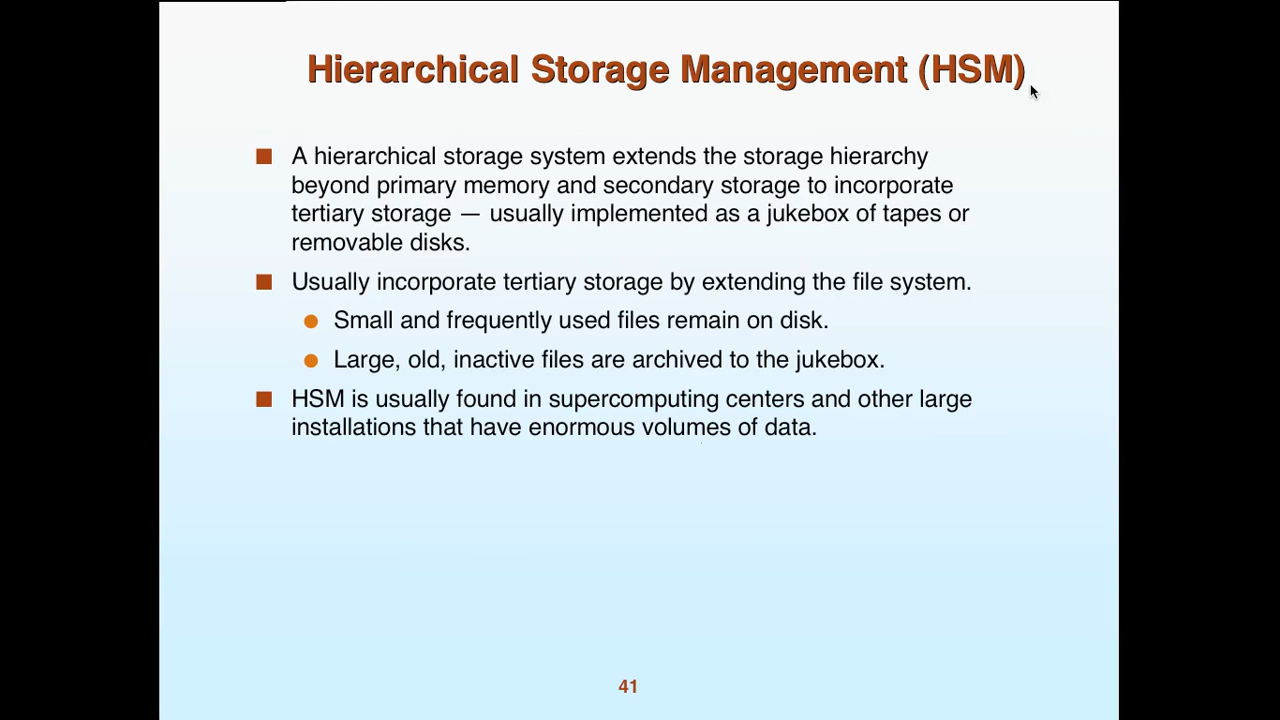 Hierarchical Storage Management (HSM)
A hierarchical storage system extends the storage hierarchy
beyond primary memory and secondary storage to incorporate
tertiary storage — usually implemented as a jukebox of tapes or
removable disks.
Usually incorporate tertiary storage by extending the file system.
Small and frequently used files remain on disk.
Large, old, inactive files are archived to the jukebox.
HSM is usually found in supercomputing centers and other large
installations that have enormous volumes of data.
41